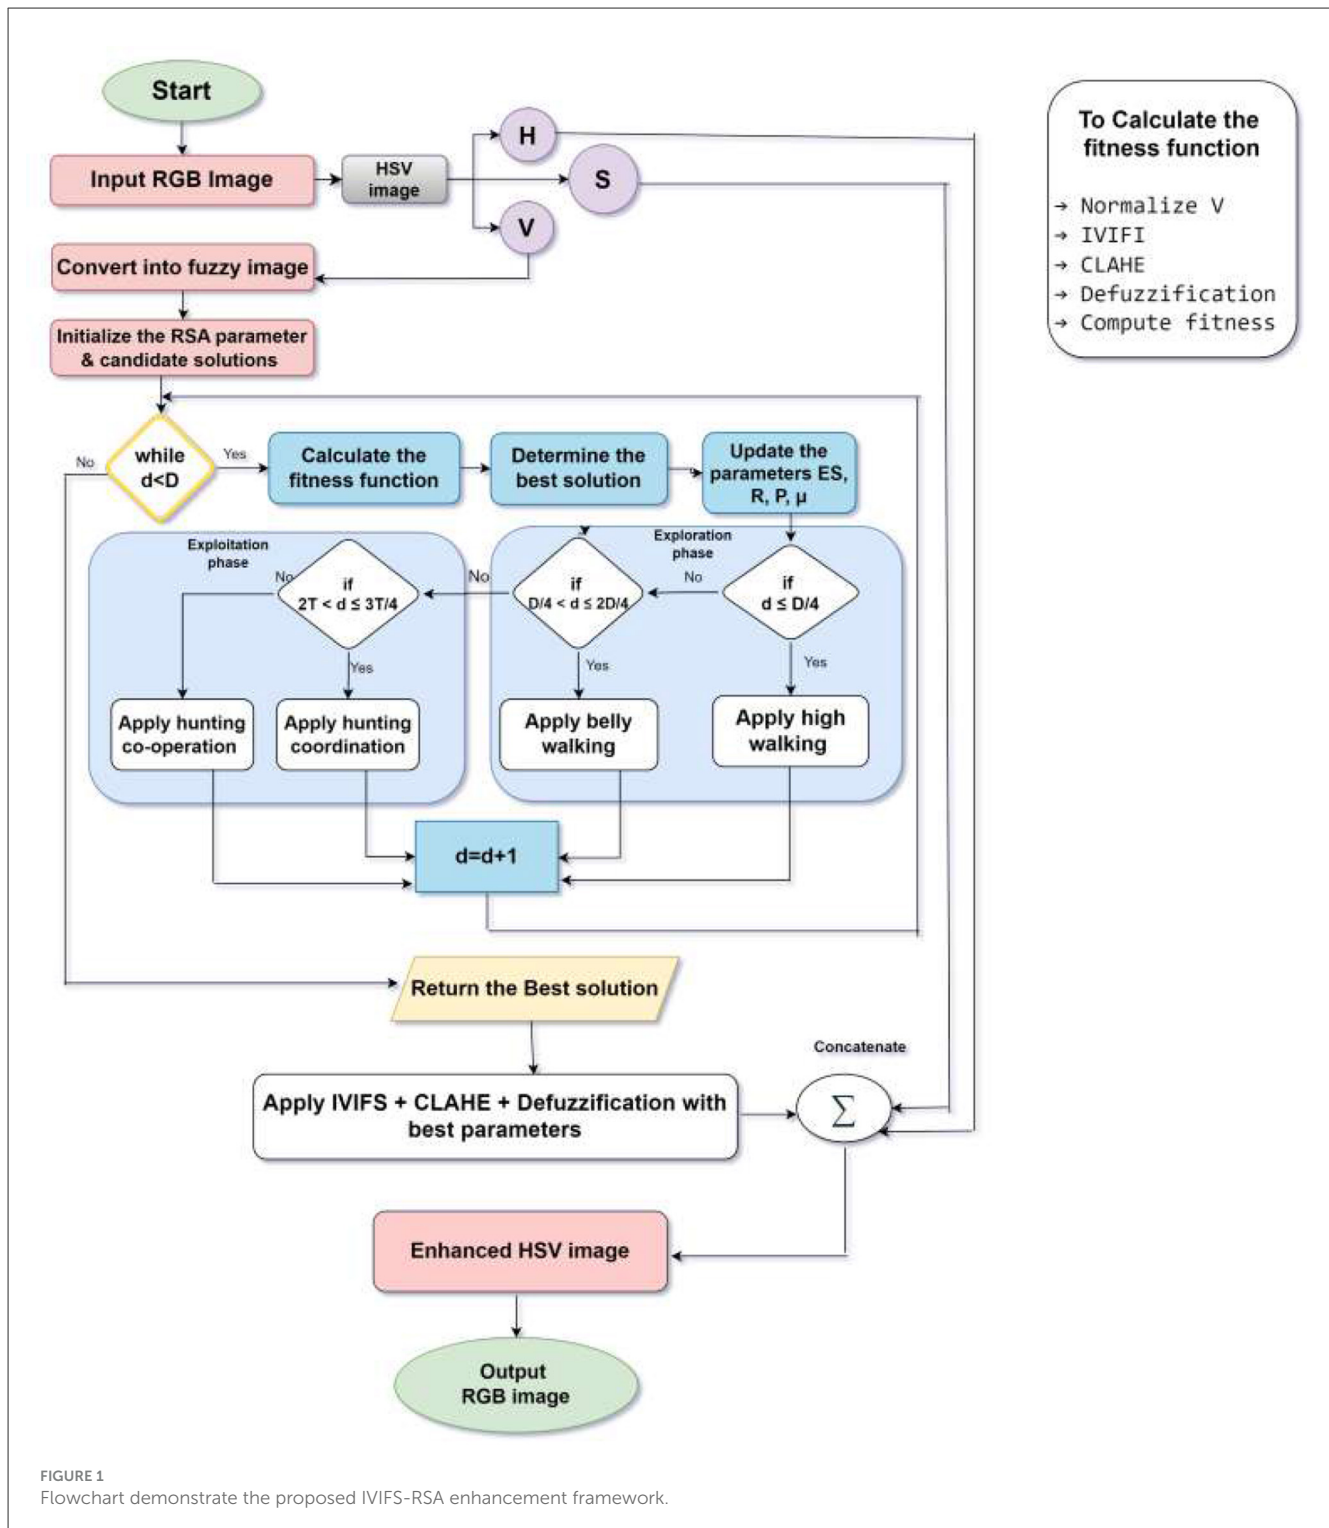 Start
Input RGB Image
HSV
image
H
S
V
To Calculate the
fitness function
→ Normalize V
→ IVIFI
→ CLAHE
→ Defuzzification
→ Compute fitness
Convert into fuzzy image
Initialize the RSA parameter
& candidate solutions
while
d<D
No
Yes
Calculate the
fitness function
Determine the
best solution
Update the
parameters ES,
R, P, µ
Exploitation
phase
No
if
2T < d ≤ 3T/4
Yes
No
if
D/4 < d ≤ 2D/4
Yes
Exploration
phase
No
if
d ≤ D/4
Yes
Apply hunting
co-operation
Apply hunting
coordination
Apply belly
walking
Apply high
walking
d=d+1
Return the Best solution
Concatenate
∑
Apply IVIFS + CLAHE + Defuzzification with
best parameters
Enhanced HSV image
Output
RGB image
FIGURE 1
Flowchart demonstrate the proposed IVIFS-RSA enhancement framework.